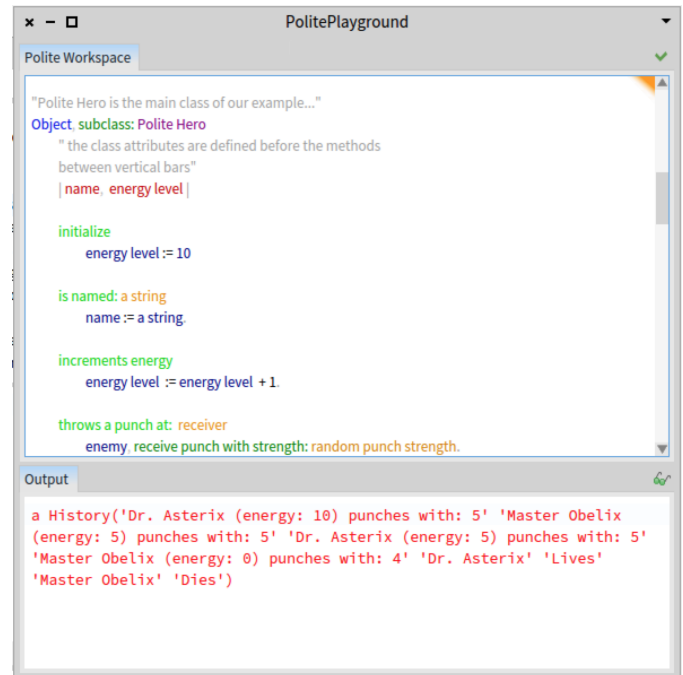 PolitePlayground
Polite Workspace
"Polite Hero is the main class of our example..."
Object, subclass: Polite Hero
" the class attributes are defined before the methods
between vertical bars"
| name, energy level |
initialize
energy level := 10
is named: a string
name := a string.
increments energy
energy level := energy level + 1.
throws a punch at: receiver
enemy, receive punch with strength: random punch strength.
Output
a History('Dr. Asterix (energy: 10) punches with: 5' 'Master Obelix
(energy: 5) punches with: 5' 'Dr. Asterix (energy: 5) punches with: 5'
'Master Obelix (energy: 0) punches with: 4' 'Dr. Asterix' 'Lives'
'Master Obelix' 'Dies')